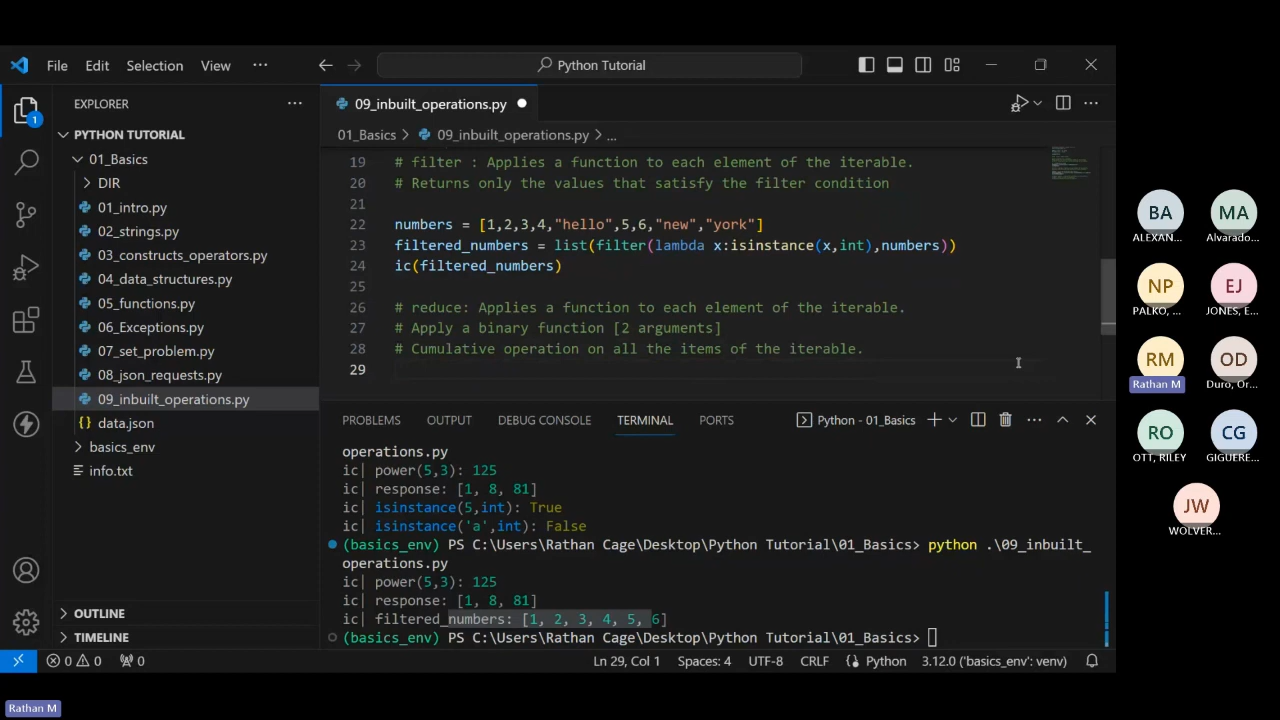 File Edit Selection View ··· Python Tutorial
EXPLORER
PYTHON TUTORIAL
01_Basics
DIR
01_intro.py
02_strings.py
03_constructs_operators.py
04_data_structures.py
05_functions.py
06_Exceptions.py
07_set_problem.py
08_json_requests.py
09_inbuilt_operations.py
{} data.json
basics_env
info.txt
OUTLINE
TIMELINE
1
09_inbuilt_operations.py
01_Basics > 09_inbuilt_operations.py > ...
19 # filter : Applies a function to each element of the iterable.
20 # Returns only the values that satisfy the filter condition
21
22 numbers = [1,2,3,4,"hello",5,6,"new","york"]
23 filtered_numbers = list(filter(lambda x:isinstance(x,int),numbers))
24 ic(filtered_numbers)
25
26 # reduce: Applies a function to each element of the iterable.
27 # Apply a binary function [2 arguments]
28 # Cumulative operation on all the items of the iterable.
29
PROBLEMS OUTPUT DEBUG CONSOLE TERMINAL PORTS Python - 01_Basics
operations.py
ic| power(5,3): 125
ic| response: [1, 8, 81]
ic| isinstance(5,int): True
ic| isinstance('a',int): False
(basics_env) PS C:\Users\Rathan Cage\Desktop\Python Tutorial\01_Basics> python .\09_inbuilt_
operations.py
ic| power(5,3): 125
ic| response: [1, 8, 81]
ic| filtered_numbers: [1, 2, 3, 4, 5, 6]
(basics_env) PS C:\Users\Rathan Cage\Desktop\Python Tutorial\01_Basics>
0 0 0 Ln 29, Col 1 Spaces: 4 UTF-8 CRLF Python 3.12.0 ('basics_env': venv)
BA MA
ALEXAN... Alvarado...
NP EJ
PALKO, ... JONES, E...
RM OD
Rathan M Duro, Or...
RO CG
OTT, RILEY GIGUERE...
JW
WOLVER...
Rathan M